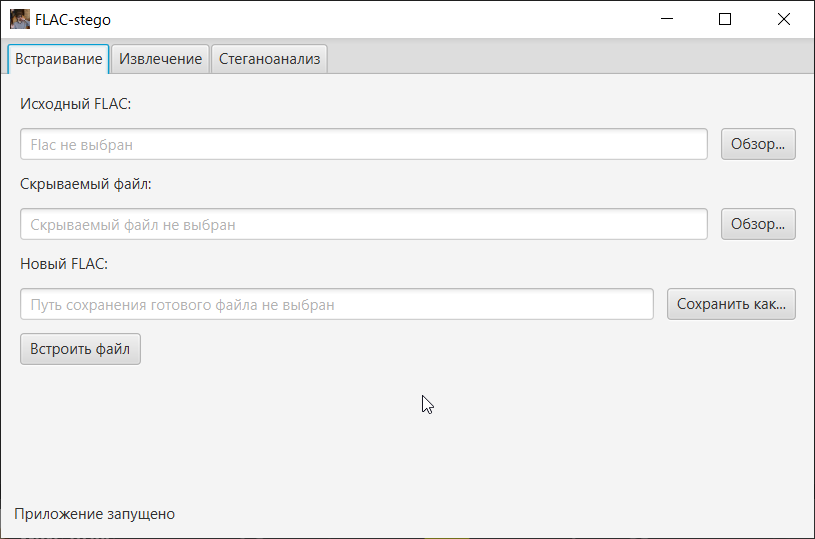 FLAC-stego
Встраивание Извлечение Стеганоанализ
Исходный FLAC:
Flac не выбран Обзор...
Скрываемый файл:
Скрываемый файл не выбран Обзор...
Новый FLAC:
Путь сохранения готового файла не выбран Сохранить как...
Встроить файл
Приложение запущено